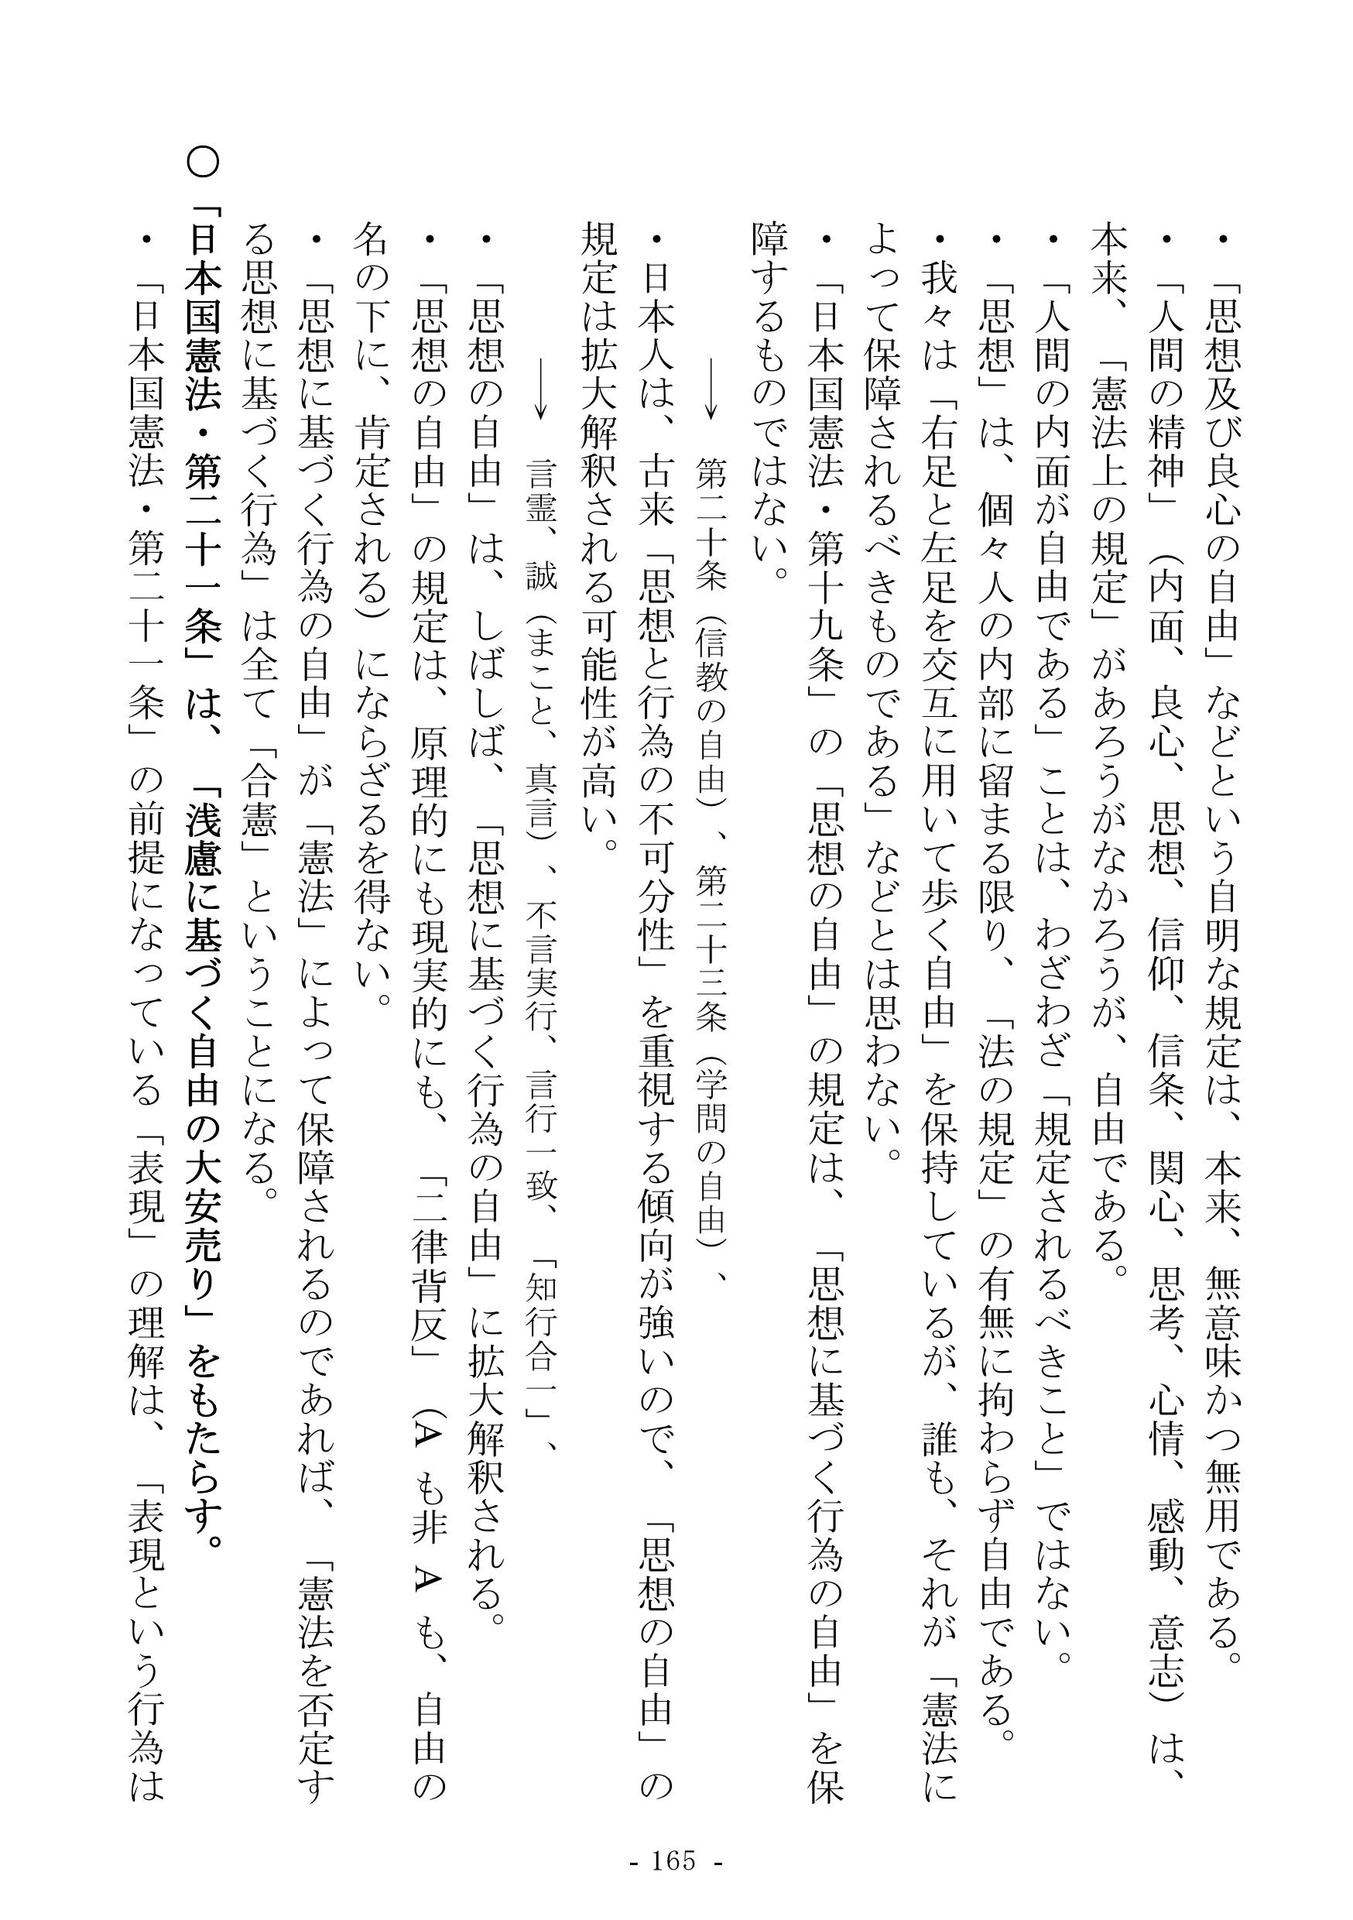 ・「思想及び良心の自由」などという自明な規定は、本来、無意味かつ無用である。
・「人間の精神」（内面、良心、思想、信仰、信条、関心、思考、心情、感動、意志）は、
本来、「憲法上の規定」があろうがなかろうが、自由である。
・「人間の内面が自由である」ことは、わざわざ「規定されるべきこと」ではない。
・「思想」は、個々人の内部に留まる限り、「法の規定」の有無に拘わらず自由である。
・我々は「右足と左足を交互に用いて歩く自由」を保持しているが、誰も、それが「憲法に
よって保障されるべきものである」などとは思わない。
・「日本国憲法・第十九条」の「思想の自由」の規定は、「思想に基づく行為の自由」を保
障するものではない。
→ 第二十条（信教の自由）、第二十三条（学問の自由）、
・日本人は、古来「思想と行為の不可分性」を重視する傾向が強いので、「思想の自由」の
規定は拡大解釈される可能性が高い。
→ 言霊、誠（まこと、真言）、不言実行、言行一致、「知行合一」、
・「思想の自由」は、しばしば、「思想に基づく行為の自由」に拡大解釈される。
・「思想の自由」の規定は、原理的にも現実的にも、「二律背反」（A も非 A も、自由の
名の下に、肯定される）にならざるを得ない。
・「思想に基づく行為の自由」が「憲法」によって保障されるのであれば、「憲法を否定す
る思想に基づく行為」は全て「合憲」ということになる。
○「日本国憲法・第二十一条」は、「浅慮に基づく自由の大安売り」をもたらす。
・「日本国憲法・第二十一条」の前提になっている「表現」の理解は、「表現という行為は
- 165 -